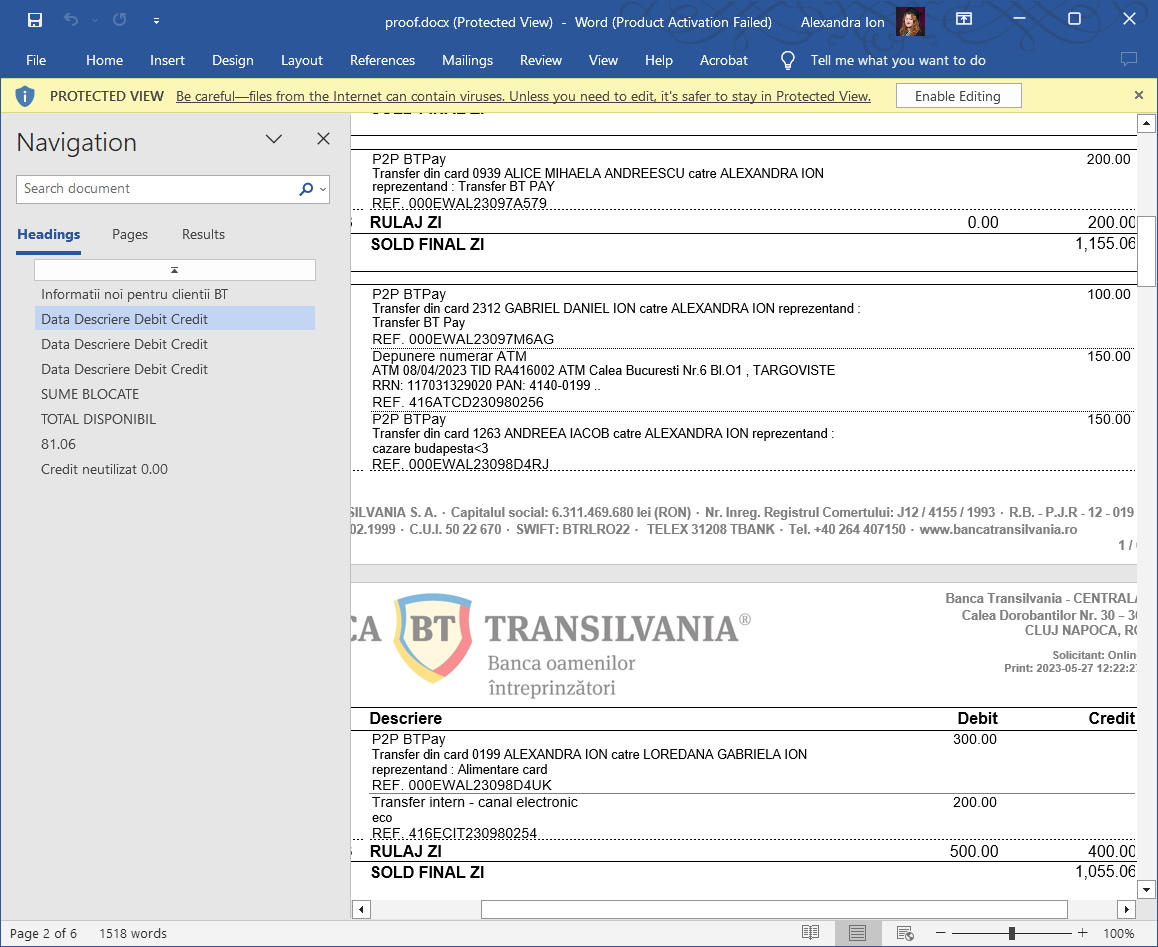 proof.docx (Protected View) - Word (Product Activation Failed)
Alexandra Ion
File Home Insert Design Layout References Mailings Review View Help Acrobat Tell me what you want to do
PROTECTED VIEW Be careful—files from the Internet can contain viruses. Unless you need to edit, it's safer to stay in Protected View. Enable Editing
Navigation
Search document
Headings Pages Results
Informatii noi pentru clientii BT
Data Descriere Debit Credit
Data Descriere Debit Credit
Data Descriere Debit Credit
SUME BLOCATE
TOTAL DISPONIBIL
81.06
Credit neutilizat 0.00
SOLD FINAL ZI
P2P BTPay 200.00
Transfer din card 0939 ALICE MIHAELA ANDREESCU catre ALEXANDRA ION
reprezentand : Transfer BT PAY
REF. 000EWAL23097A579
RULAJ ZI 0.00 200.00
SOLD FINAL ZI 1,155.06
P2P BTPay 100.00
Transfer din card 2312 GABRIEL DANIEL ION catre ALEXANDRA ION reprezentand :
Transfer BT Pay
REF. 000EWAL23097M6AG
Depunere numerar ATM 150.00
ATM 08/04/2023 TID RA416002 ATM Calea Bucuresti Nr.6 Bl.O1 , TARGOVISTE
RRN: 117031329020 PAN: 4140-0199 ..
REF. 416ATCD230980256
P2P BTPay 150.00
Transfer din card 1263 ANDREEA IACOB catre ALEXANDRA ION reprezentand :
cazare budapesta<3
REF. 000EWAL23098D4RJ
SILVANIA S. A. · Capitalul social: 6.311.469.680 lei (RON) · Nr. Inreg. Registrul Comertului: J12 / 4155 / 1993 · R.B. - P.J.R - 12 - 019
02.1999 · C.U.I. 50 22 670 · SWIFT: BTRLRO22 · TELEX 31208 TBANK · Tel. +40 264 407150 · www.bancatransilvania.ro
1 /
CA BT TRANSILVANIA®
Banca oamenilor
întreprinzători
Banca Transilvania - CENTRALA
Calea Dorobantilor Nr. 30 – 36
CLUJ NAPOCA, RO
Solicitant: Online
Print: 2023-05-27 12:22:27
Descriere Debit Credit
P2P BTPay 300.00
Transfer din card 0199 ALEXANDRA ION catre LOREDANA GABRIELA ION
reprezentand : Alimentare card
REF. 000EWAL23098D4UK
Transfer intern - canal electronic 200.00
eco
REF. 416ECIT230980254
RULAJ ZI 500.00 400.00
SOLD FINAL ZI 1,055.06
Page 2 of 6 1518 words 100%